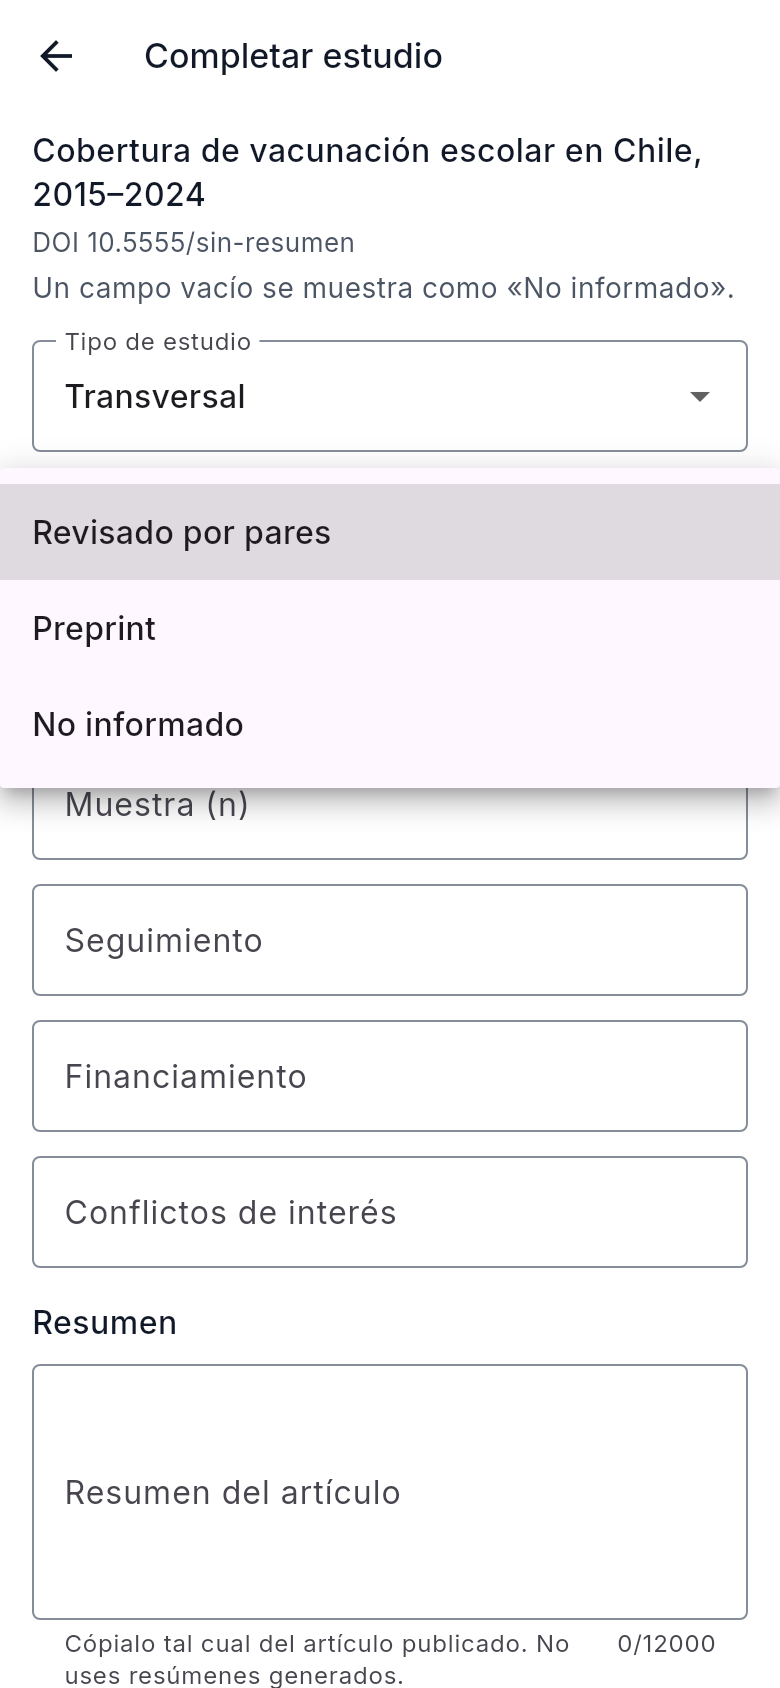 Completar estudio
Cobertura de vacunación escolar en Chile,
2015–2024
DOI 10.5555/sin-resumen
Un campo vacío se muestra como «No informado».
Tipo de estudio
Transversal
Revisado por pares
Preprint
No informado
Muestra (n)
Seguimiento
Financiamiento
Conflictos de interés
Resumen
Resumen del artículo
Cópialo tal cual del artículo publicado. No
uses resúmenes generados.
0/12000